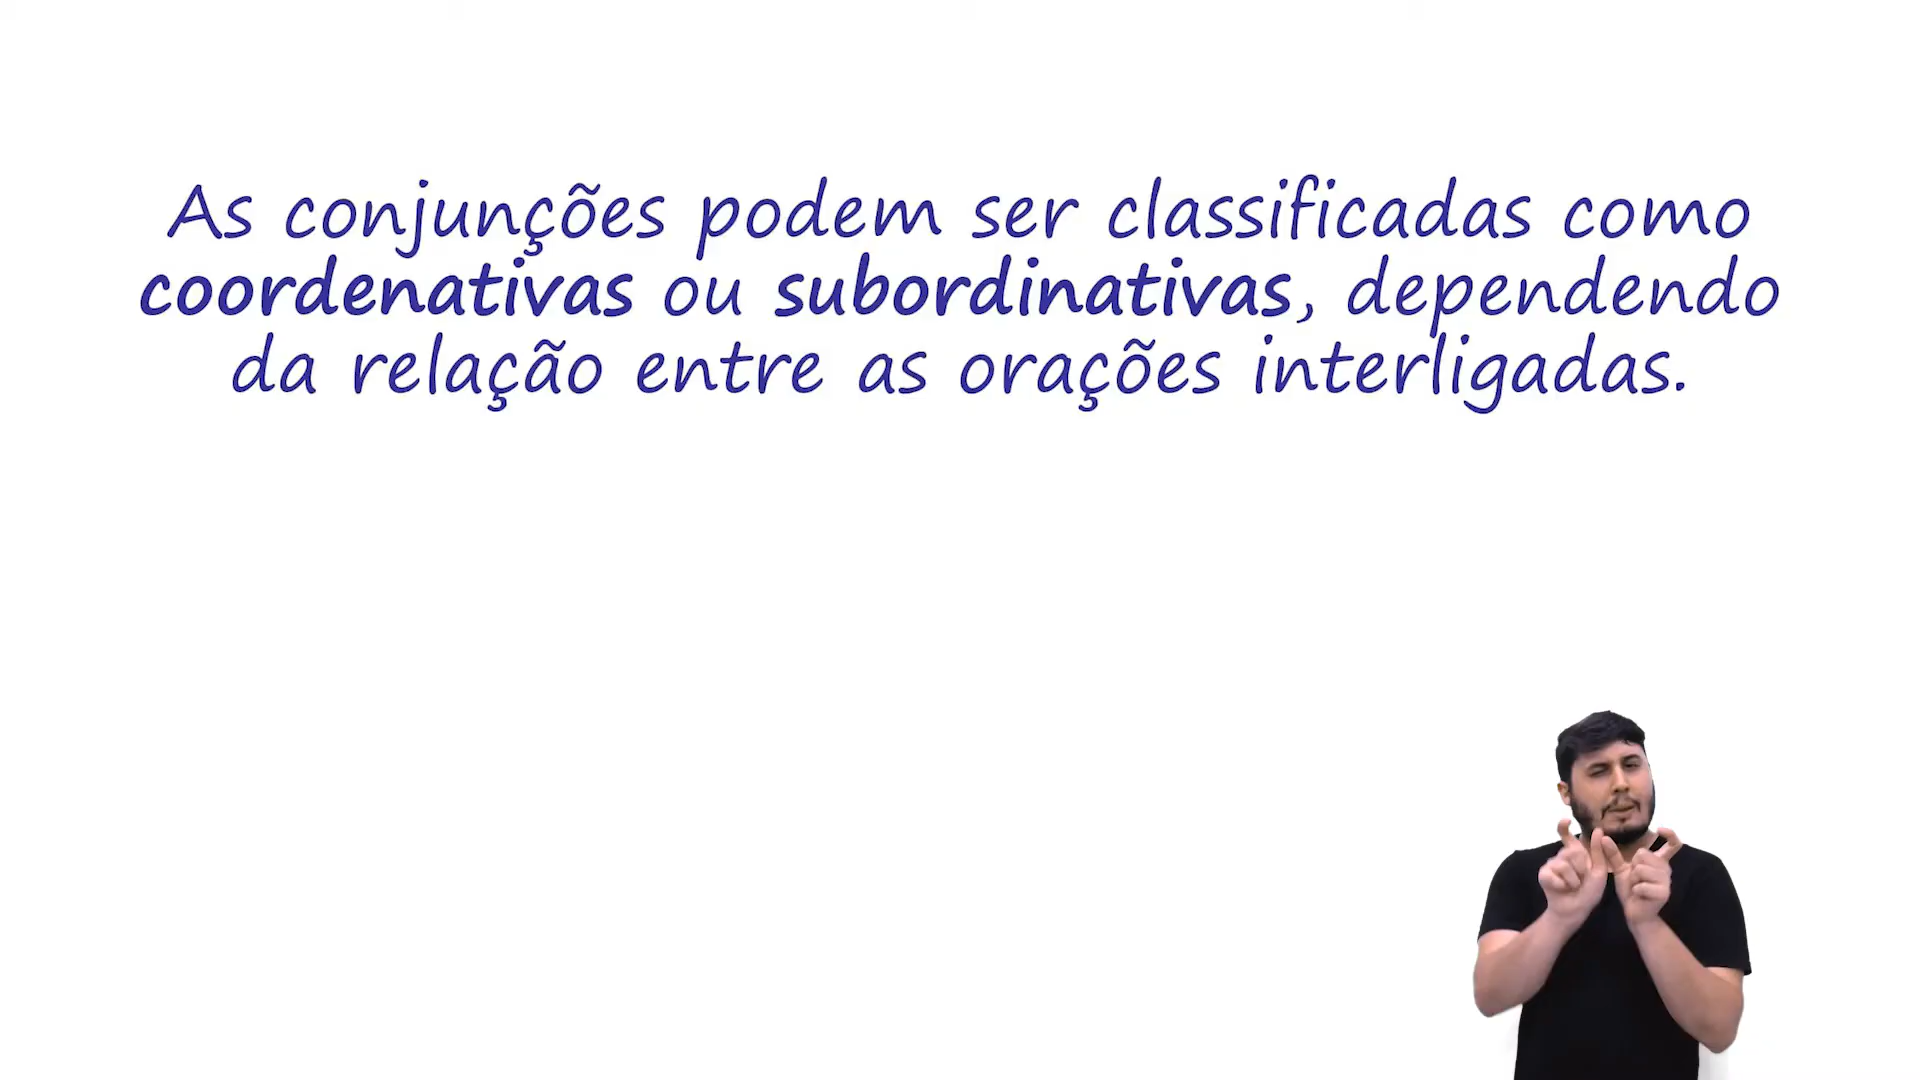 As conjunções podem ser classificadas como
coordenativas ou subordinativas, dependendo
da relação entre as orações interligadas.